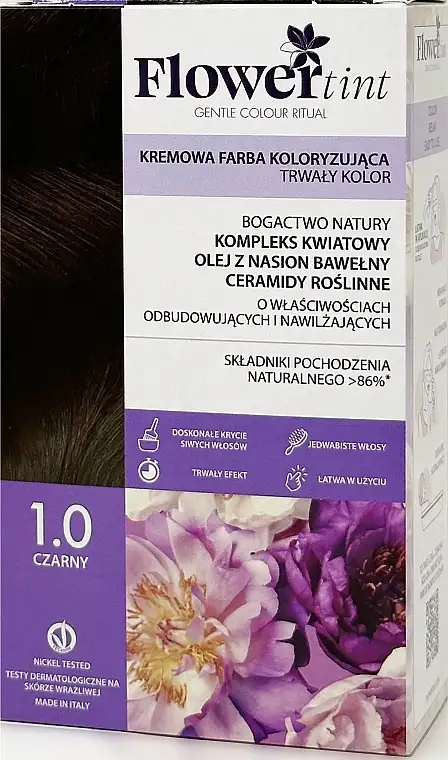 Flowertint
GENTLE COLOUR RITUAL
KREMOWA FARBA KOLORYZUJĄCA
TRWAŁY KOLOR
BOGACTWO NATURY
KOMPLEKS KWIATOWY
OLEJ Z NASION BAWEŁNY
CERAMIDY ROŚLINNE
O WŁAŚCIWOŚCIACH
ODBUDOWUJĄCYCH I NAWILŻAJĄCYCH
SKŁADNIKI POCHODZENIA
NATURALNEGO >86%*
DOSKONAŁE KRYCIE
SIWYCH WŁOSÓW
JEDWABISTE WŁOSY
TRWAŁY EFEKT
ŁATWA W UŻYCIU
1.0
CZARNY
NICKEL TESTED
TESTY DERMATOLOGICZNE NA
SKÓRZE WRAŻLIWEJ
MADE IN ITALY